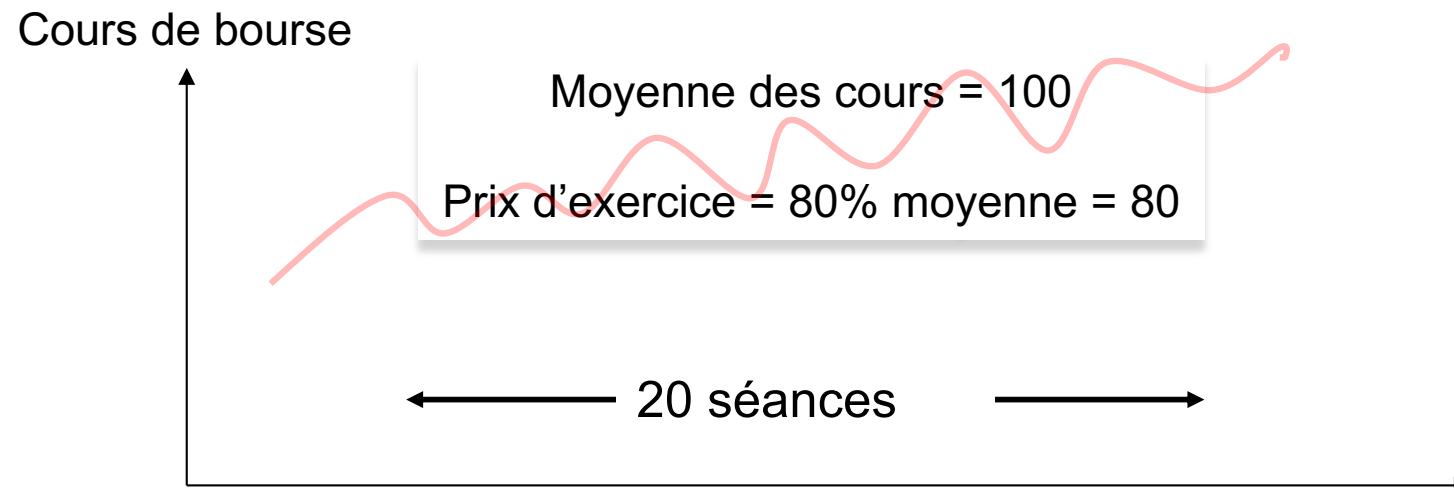 Cours de bourse
Moyenne des cours = 100
Prix d’exercice = 80% moyenne = 80
20 séances